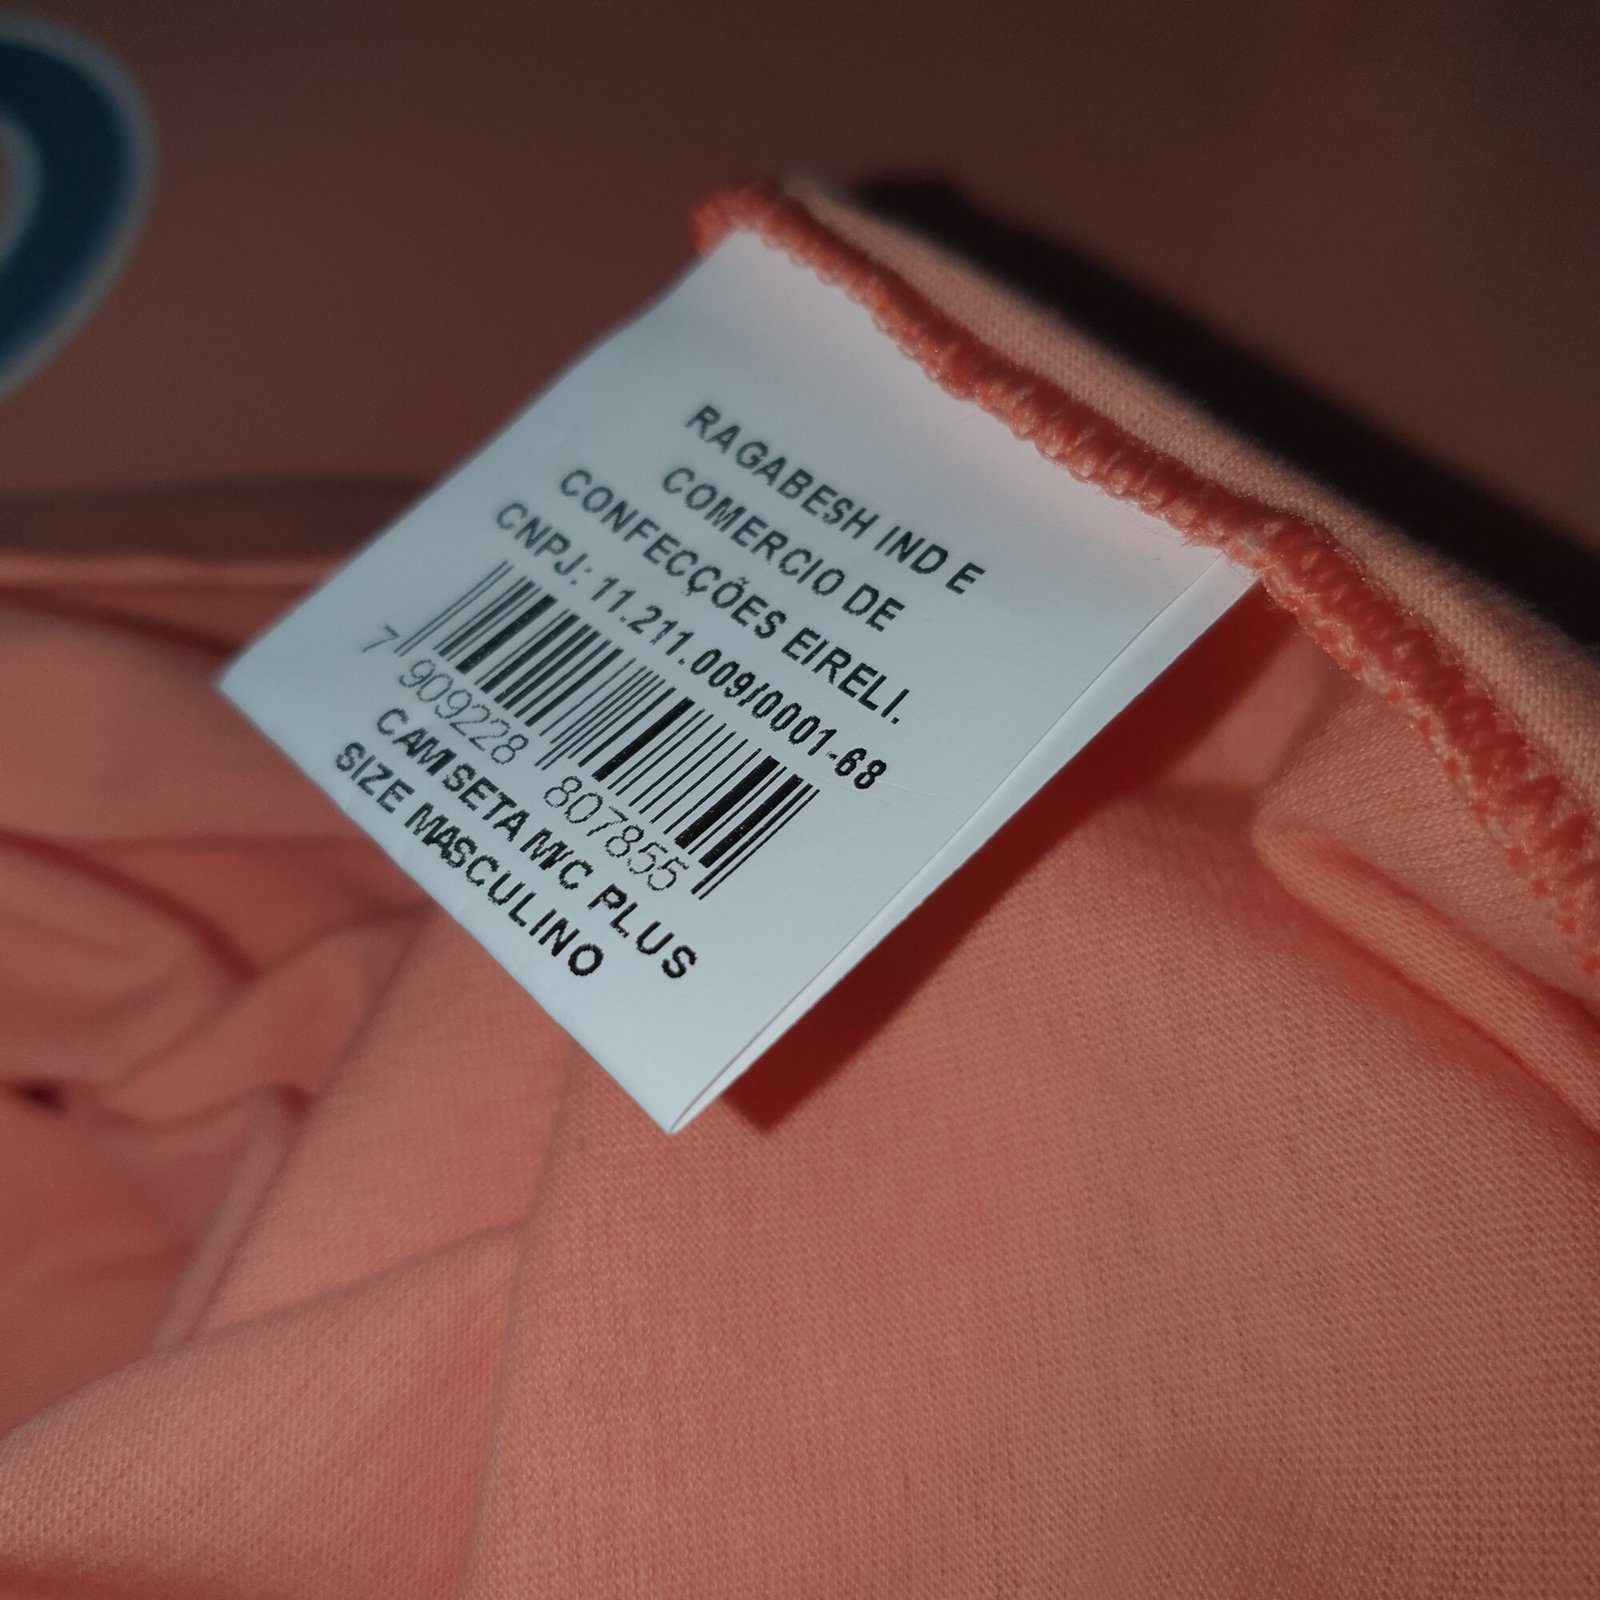 RAGABESH IND E
COMERCIO DE
CONFECÇÕES EIRELI.
CNPJ: 11.211.009/0001-68
7 909228 807855
CAMISETA M/C PLUS
SIZE MASCULINO